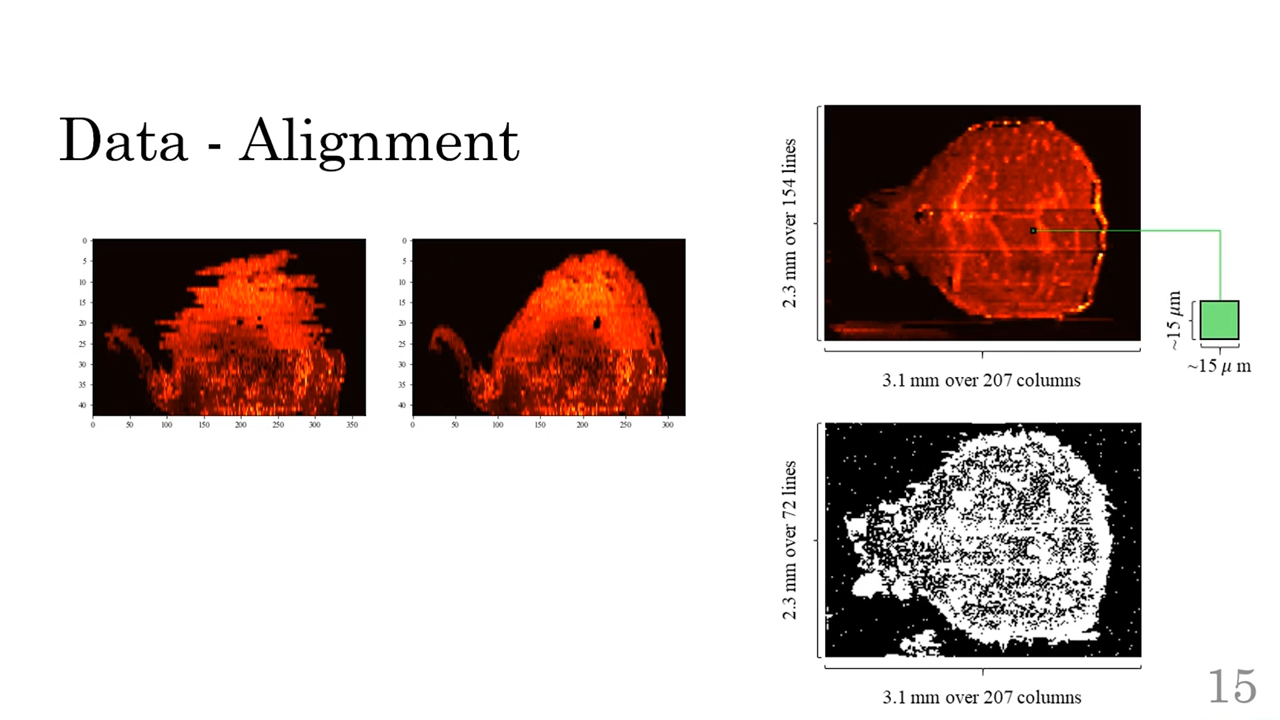 Data - Alignment
0
5
10
15
20
25
30
35
40
0 50 100 150 200 250 300 350
0
5
10
15
20
25
30
35
40
0 50 100 150 200 250 300
2.3 mm over 154 lines
3.1 mm over 207 columns
~15 μm
~15 μ m
2.3 mm over 72 lines
3.1 mm over 207 columns
15